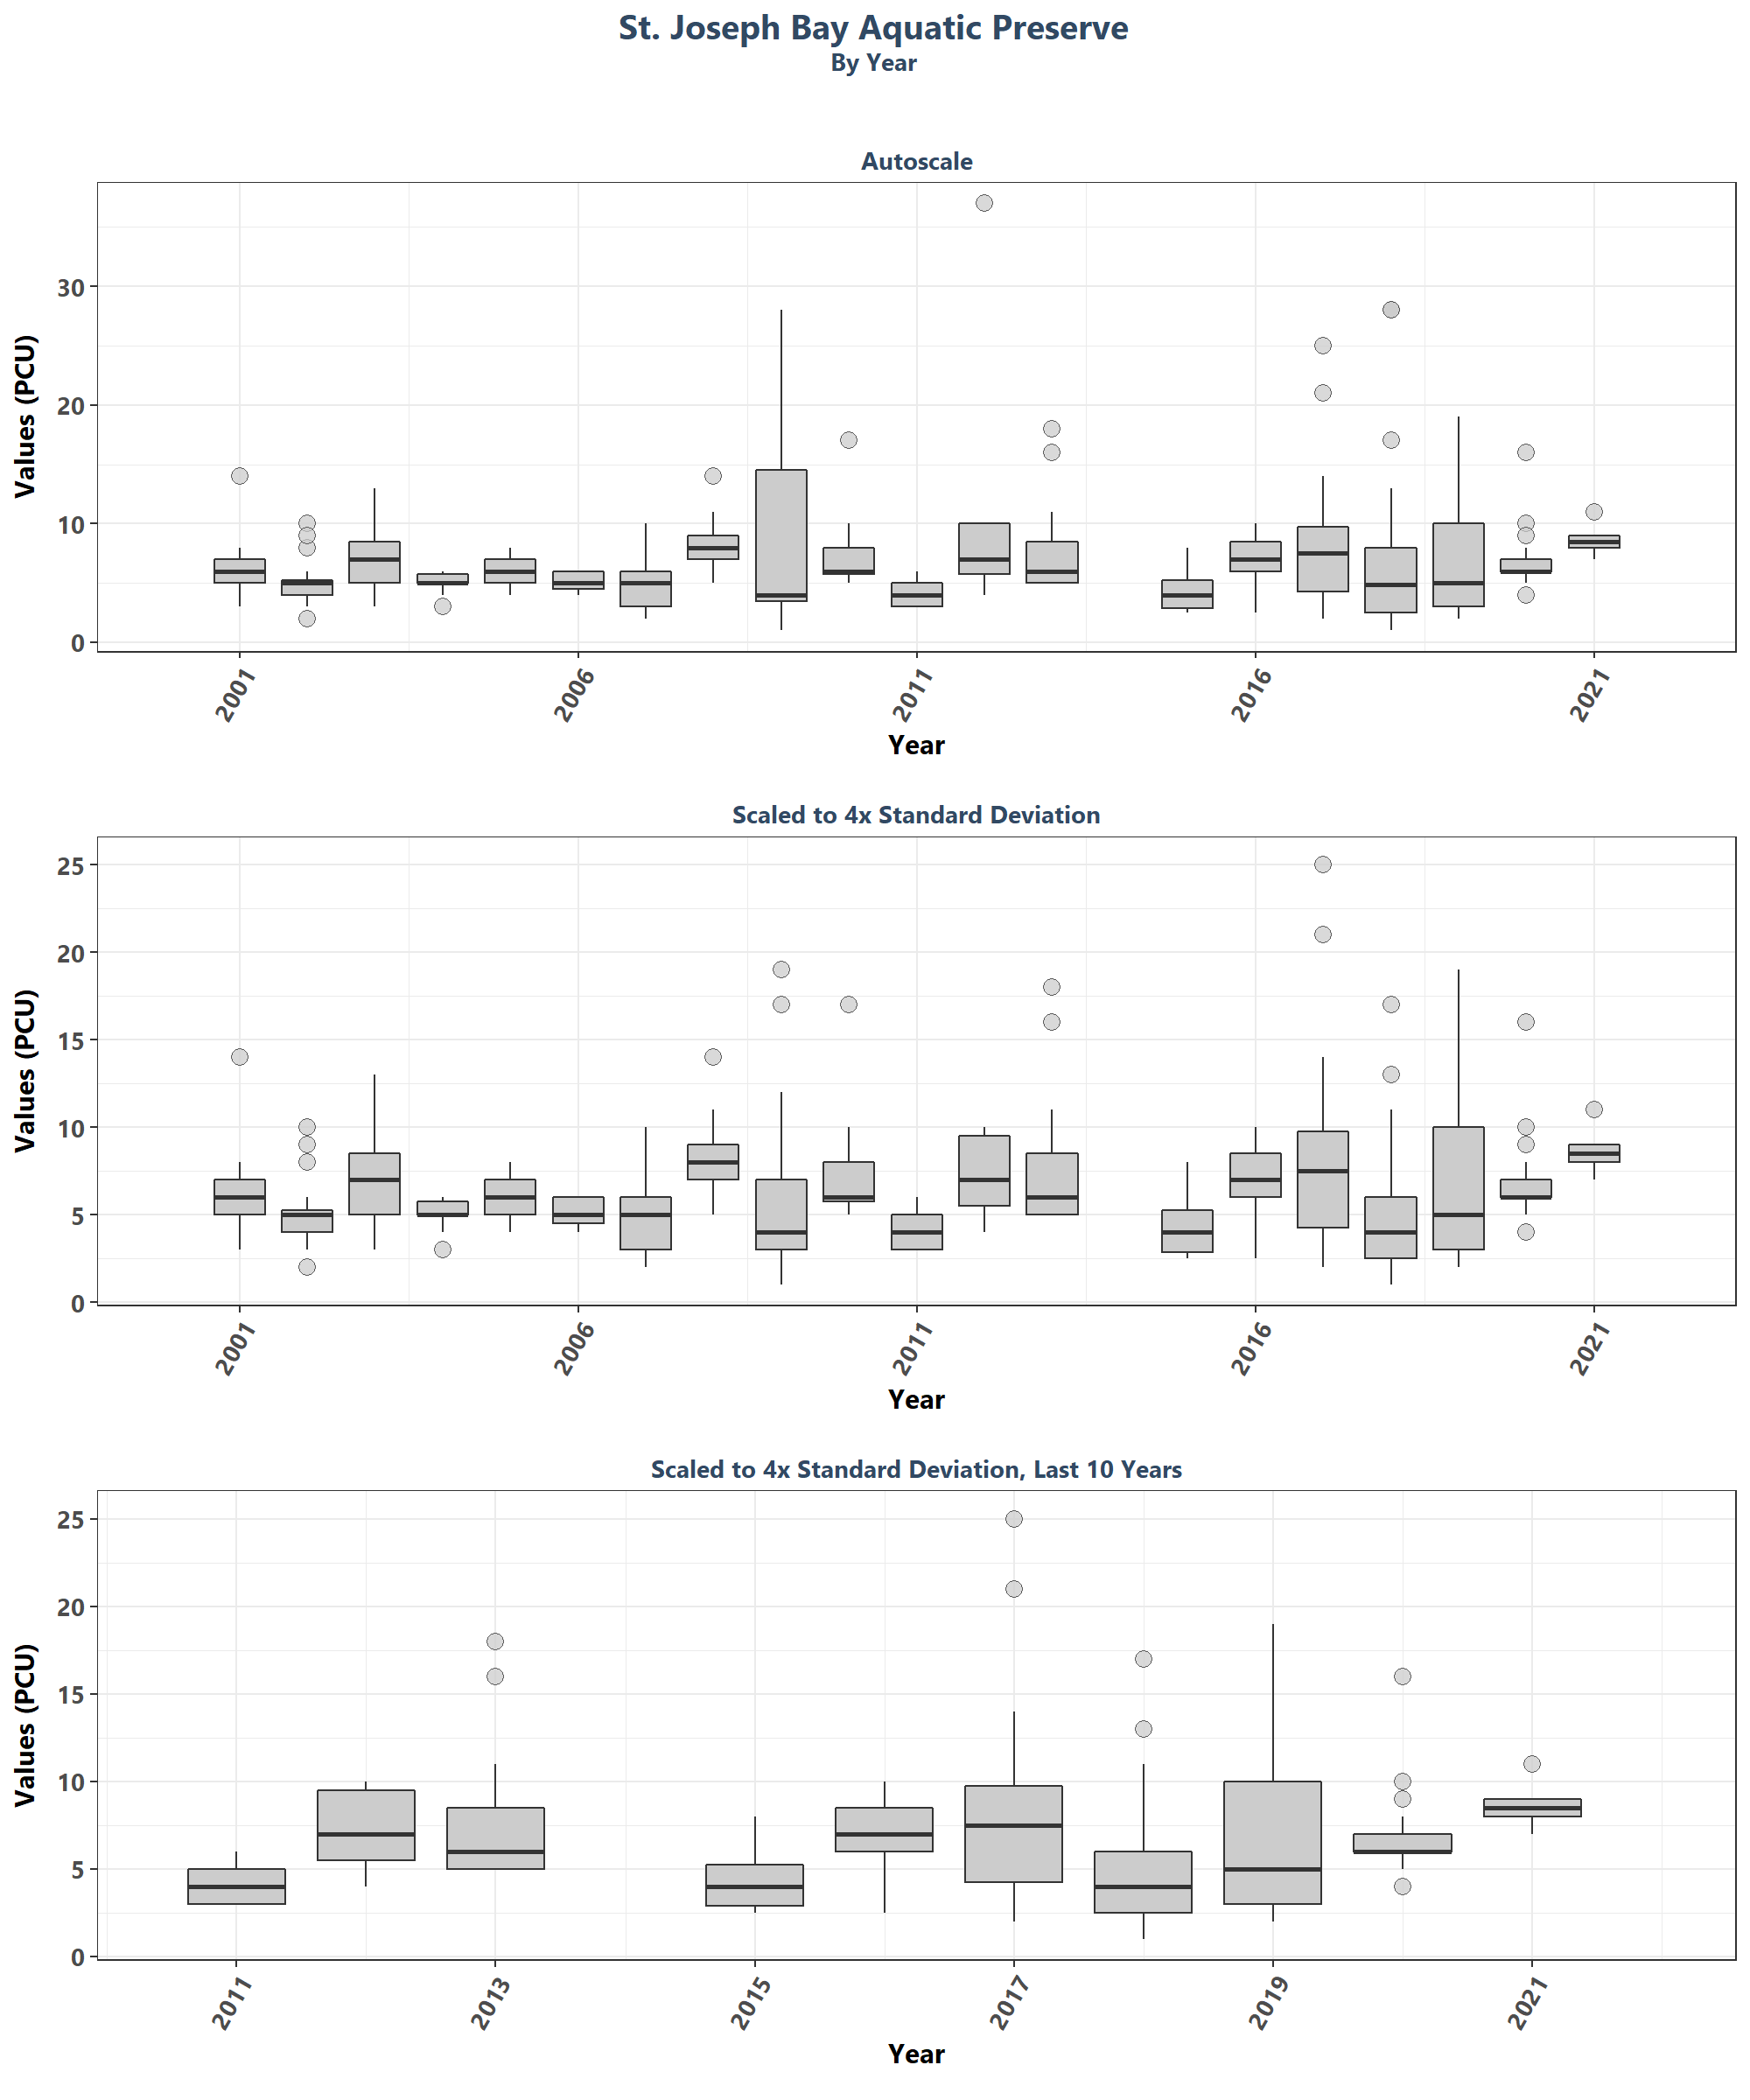 St. Joseph Bay Aquatic Preserve
By Year
Autoscale
Values (PCU)
30
20
10
0
2001
2006
2011
2016
2021
Year
Scaled to 4x Standard Deviation
Values (PCU)
25
20
15
10
5
0
2001
2006
2011
2016
2021
Year
Scaled to 4x Standard Deviation, Last 10 Years
Values (PCU)
25
20
15
10
5
0
2011
2013
2015
2017
2019
2021
Year